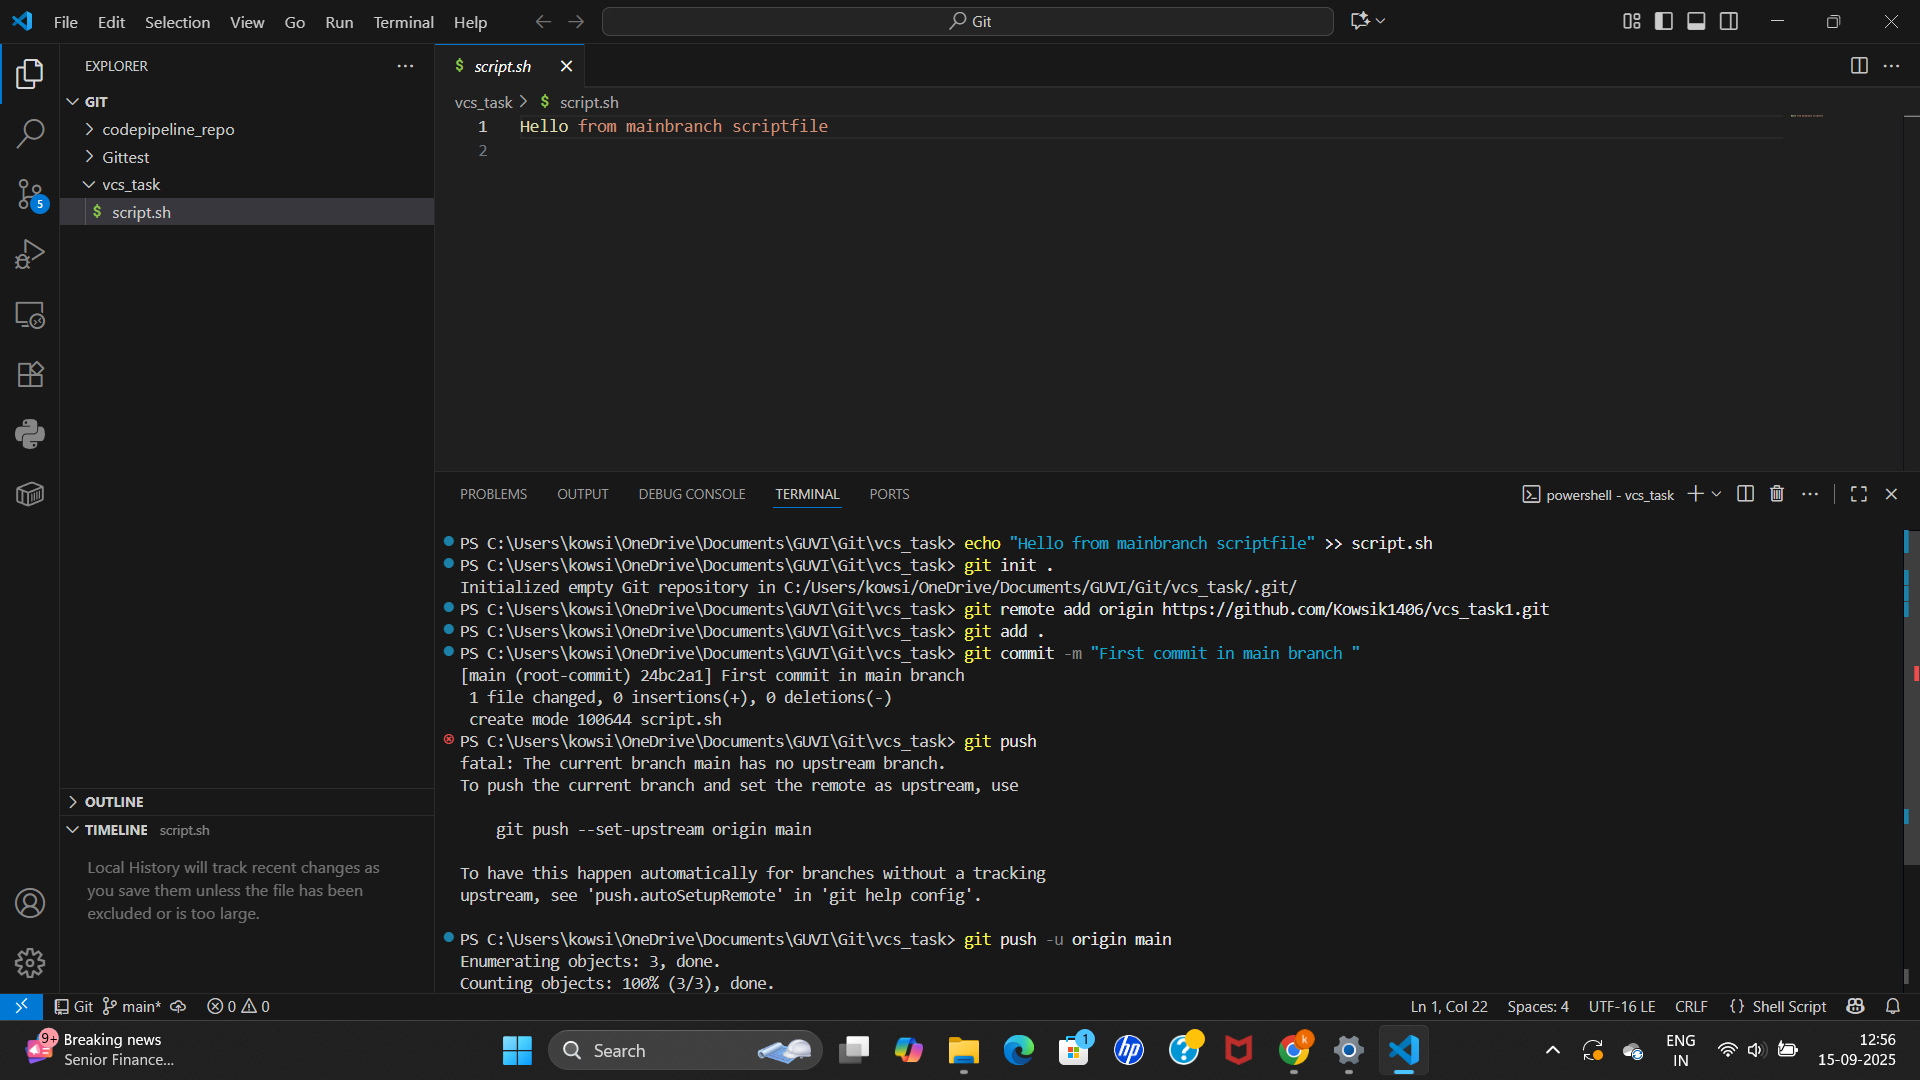 File Edit Selection View Go Run Terminal Help
Git
EXPLORER
GIT
codepipeline_repo
Gittest
vcs_task
script.sh
5
OUTLINE
TIMELINE script.sh
Local History will track recent changes as
you save them unless the file has been
excluded or is too large.
$ script.sh
vcs_task > $ script.sh
1 Hello from mainbranch scriptfile
2
PROBLEMS OUTPUT DEBUG CONSOLE TERMINAL PORTS
powershell - vcs_task
PS C:\Users\kowsi\OneDrive\Documents\GUVI\Git\vcs_task> echo "Hello from mainbranch scriptfile" >> script.sh
PS C:\Users\kowsi\OneDrive\Documents\GUVI\Git\vcs_task> git init .
Initialized empty Git repository in C:/Users/kowsi/OneDrive/Documents/GUVI/Git/vcs_task/.git/
PS C:\Users\kowsi\OneDrive\Documents\GUVI\Git\vcs_task> git remote add origin https://github.com/Kowsik1406/vcs_task1.git
PS C:\Users\kowsi\OneDrive\Documents\GUVI\Git\vcs_task> git add .
PS C:\Users\kowsi\OneDrive\Documents\GUVI\Git\vcs_task> git commit -m "First commit in main branch "
[main (root-commit) 24bc2a1] First commit in main branch
1 file changed, 0 insertions(+), 0 deletions(-)
create mode 100644 script.sh
PS C:\Users\kowsi\OneDrive\Documents\GUVI\Git\vcs_task> git push
fatal: The current branch main has no upstream branch.
To push the current branch and set the remote as upstream, use
git push --set-upstream origin main
To have this happen automatically for branches without a tracking
upstream, see 'push.autoSetupRemote' in 'git help config'.
PS C:\Users\kowsi\OneDrive\Documents\GUVI\Git\vcs_task> git push -u origin main
Enumerating objects: 3, done.
Counting objects: 100% (3/3), done.
Git main* 0 0 Ln 1, Col 22 Spaces: 4 UTF-16 LE CRLF {} Shell Script
9+
Breaking news
Senior Finance...
Search
1
hp
k
ENG
IN
12:56
15-09-2025